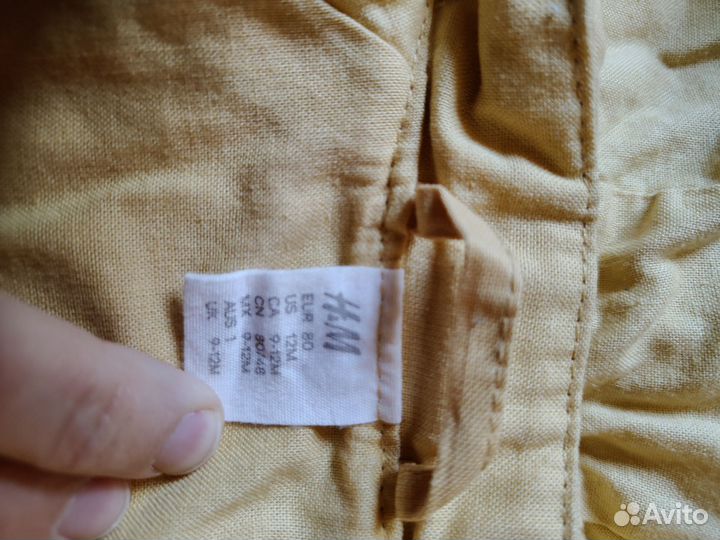 H&M
EUR 80
US 12M
CA 9-12M
CN 80/48
MX 9-12M
AUS 1
UK 9-12M
Avito